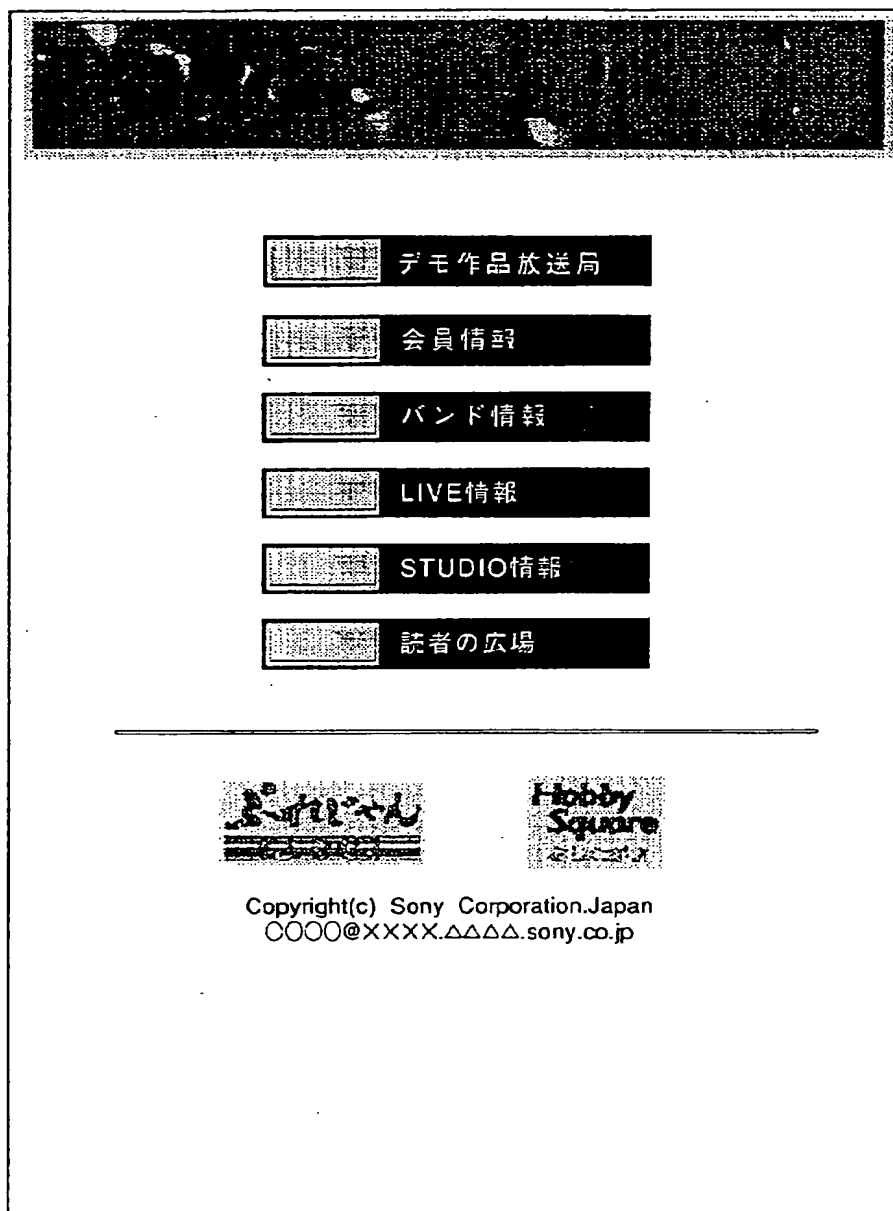 デモ作品放送局
会員情報
バンド情報
LIVE情報
STUDIO情報
読者の広場
Hobby
Square
Copyright(c) Sony Corporation.Japan
○○○○@××××.△△△△.sony.co.jp